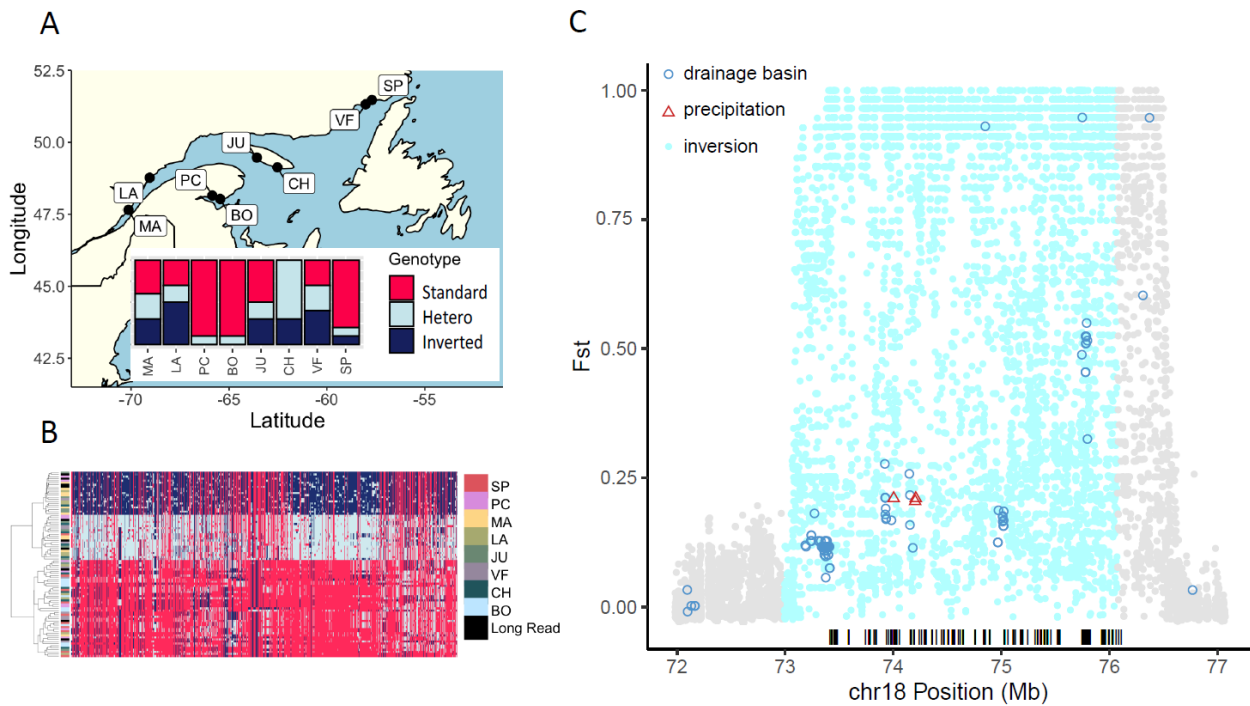 A
52.5
50.0
47.5
45.0
42.5
Longitude
SP
VF
JU
CH
PC
LA
BO
MA
Genotype
Standard
Hetero
Inverted
MA
LA
PC
BO
JU
CH
VF
SP
-70
-65
-60
-55
Latitude
B
SP
PC
MA
LA
JU
VF
CH
BO
Long Read
C
drainage basin
precipitation
inversion
1.00
0.75
0.50
0.25
0.00
Fst
72
73
74
75
76
77
chr18 Position (Mb)